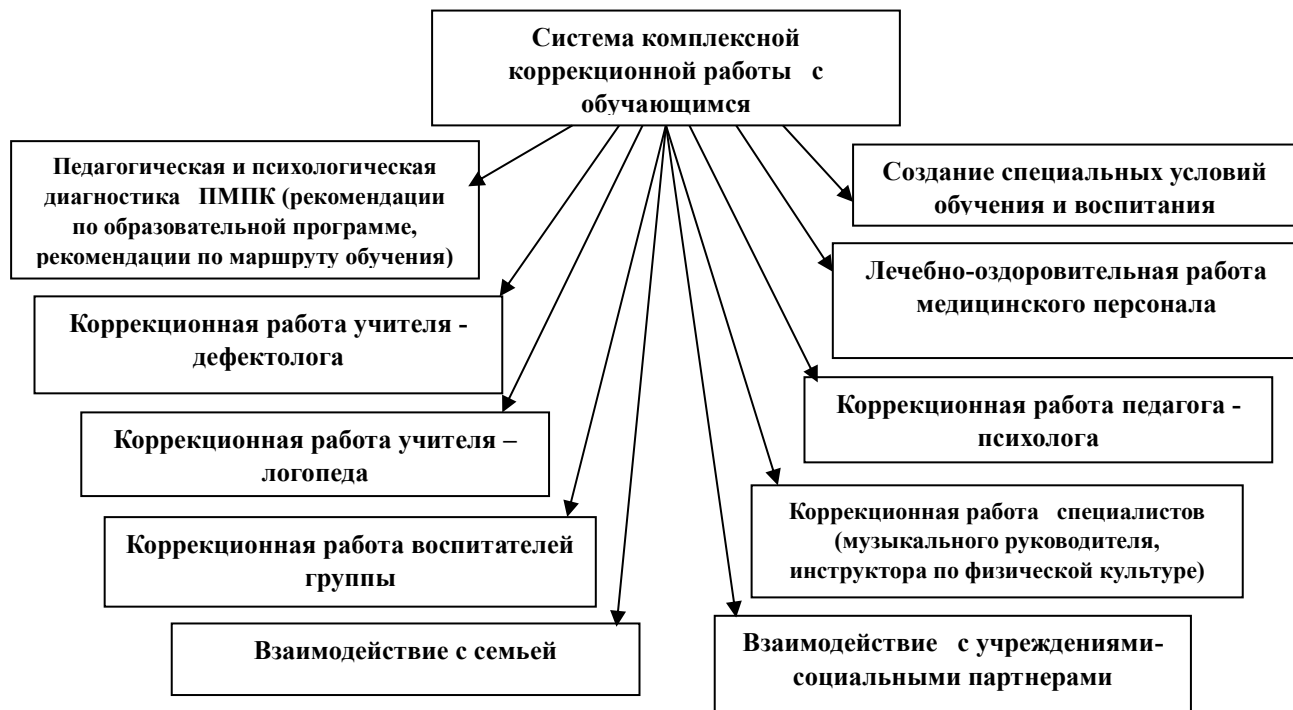 Система комплексной
коррекционной работы с
обучающимся
Педагогическая и психологическая
диагностика ПМПК (рекомендации
по образовательной программе,
рекомендации по маршруту обучения)
Создание специальных условий
обучения и воспитания
Лечебно-оздоровительная работа
медицинского персонала
Коррекционная работа учителя -
дефектолога
Коррекционная работа педагога -
психолога
Коррекционная работа учителя –
логопеда
Коррекционная работа специалистов
(музыкального руководителя,
инструктора по физической культуре)
Коррекционная работа воспитателей
группы
Взаимодействие с семьей
Взаимодействие с учреждениями-
социальными партнерами